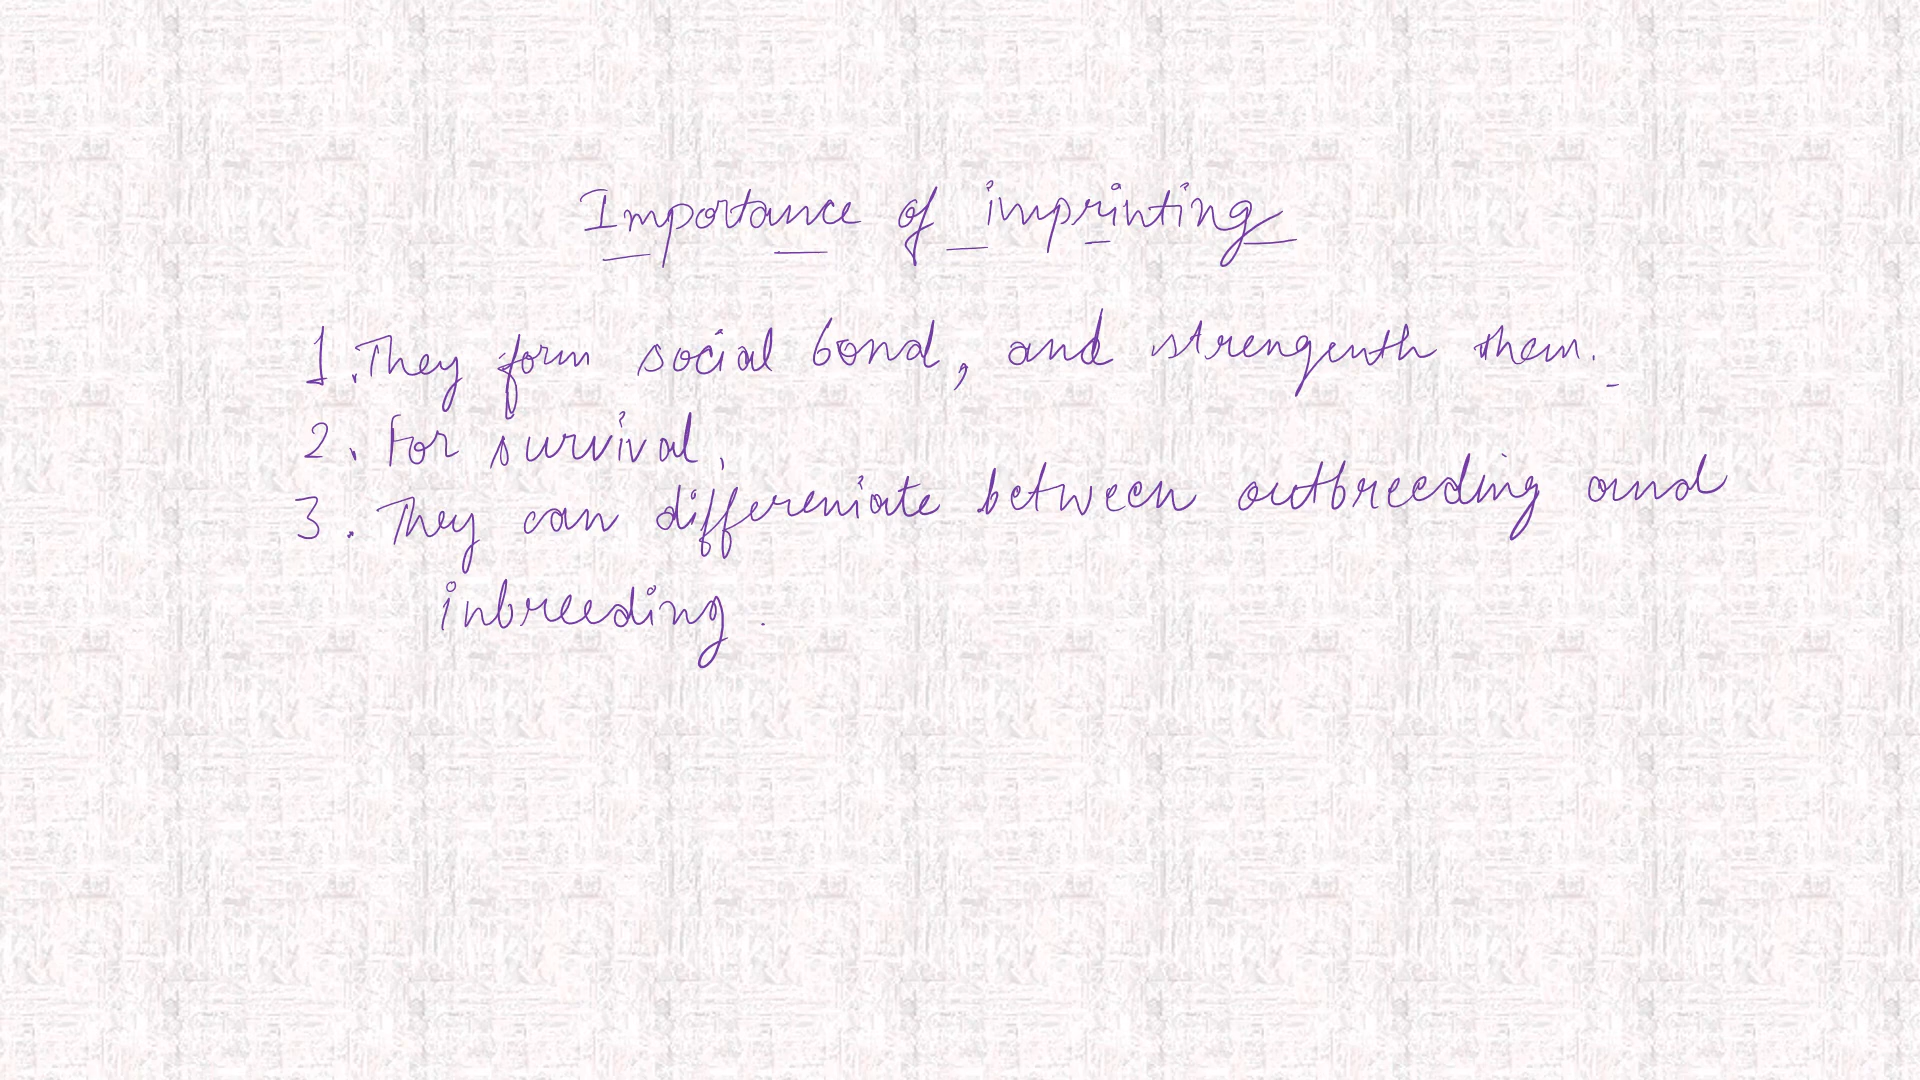 Importance of imprinting
1. They form social bond, and strengenth them.
2. For survival.
3. They can differeniate between outbreeding and
inbreeding.